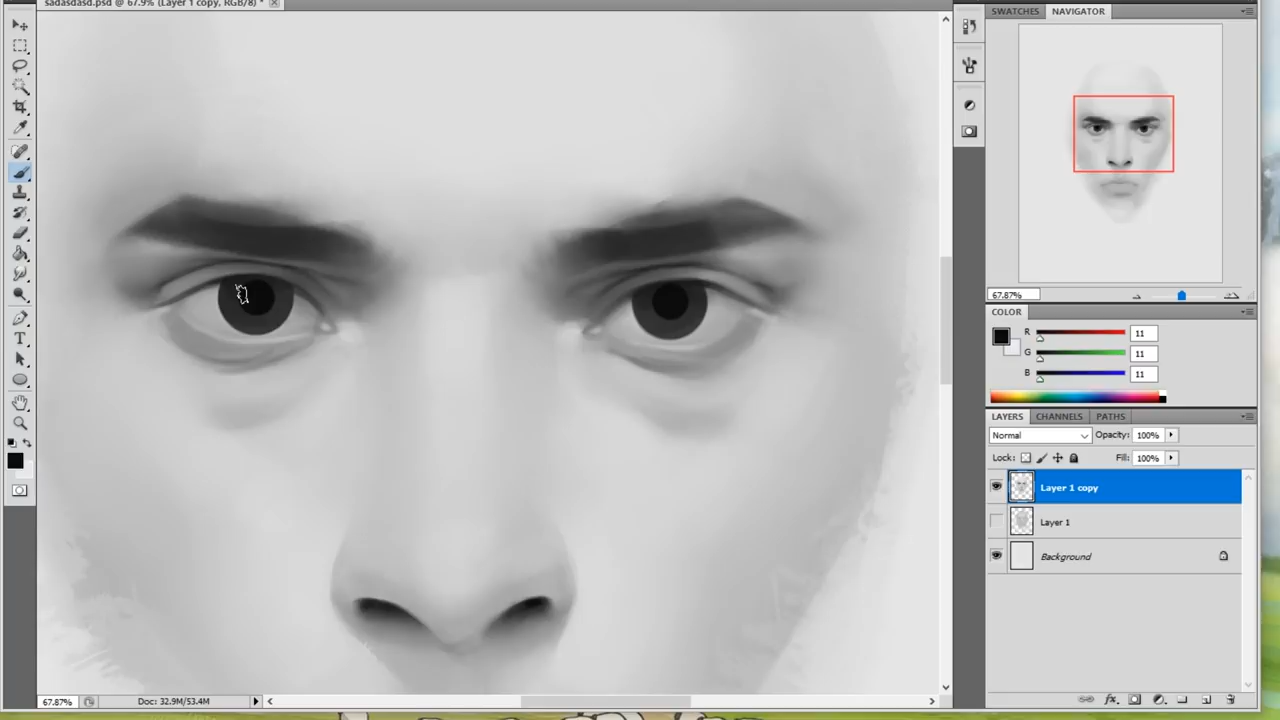 sadasdasd.psd @ 67.9% (Layer 1 copy, RGB/8) *
SWATCHES NAVIGATOR
67.87%
COLOR
R 11
G 11
B 11
LAYERS CHANNELS PATHS
Normal Opacity: 100%
Lock: Fill: 100%
Layer 1 copy
Layer 1
Background
67.87% Doc: 32.9M/53.4M